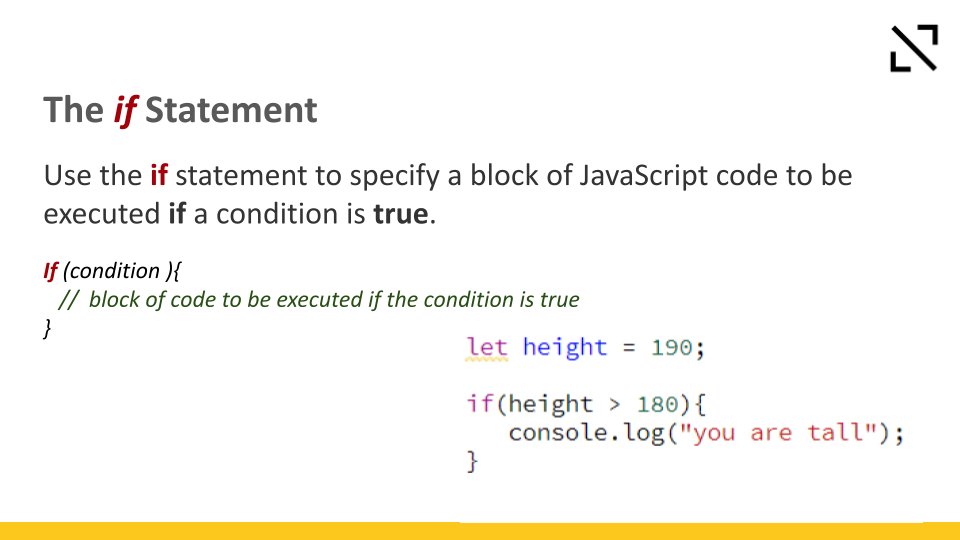 The if Statement
Use the if statement to specify a block of JavaScript code to be
executed if a condition is true.
If (condition ){
// block of code to be executed if the condition is true
}
let height = 190;
if(height > 180){
console.log("you are tall");
}